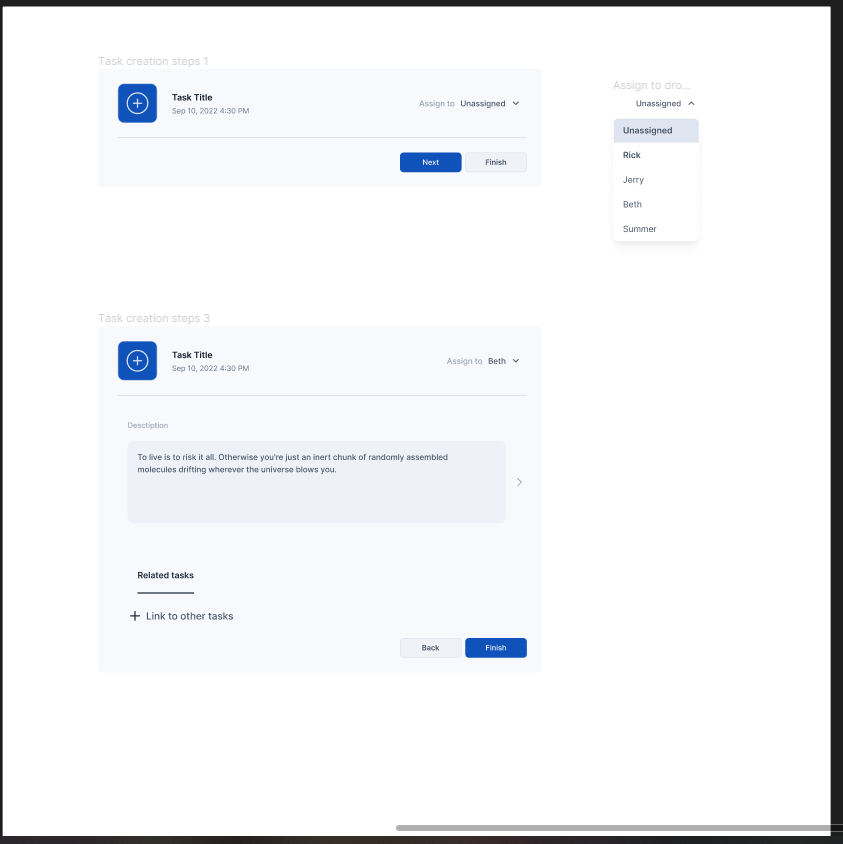 Task creation steps 1
Task Title
Sep 10, 2022 4:30 PM
Assign to Unassigned
Next
Finish
Assign to dro...
Unassigned
Unassigned
Rick
Jerry
Beth
Summer
Task creation steps 3
Task Title
Sep 10, 2022 4:30 PM
Assign to Beth
Desctiption
To live is to risk it all. Otherwise you're just an inert chunk of randomly assembled
molecules drifting wherever the universe blows you.
Related tasks
Link to other tasks
Back
Finish